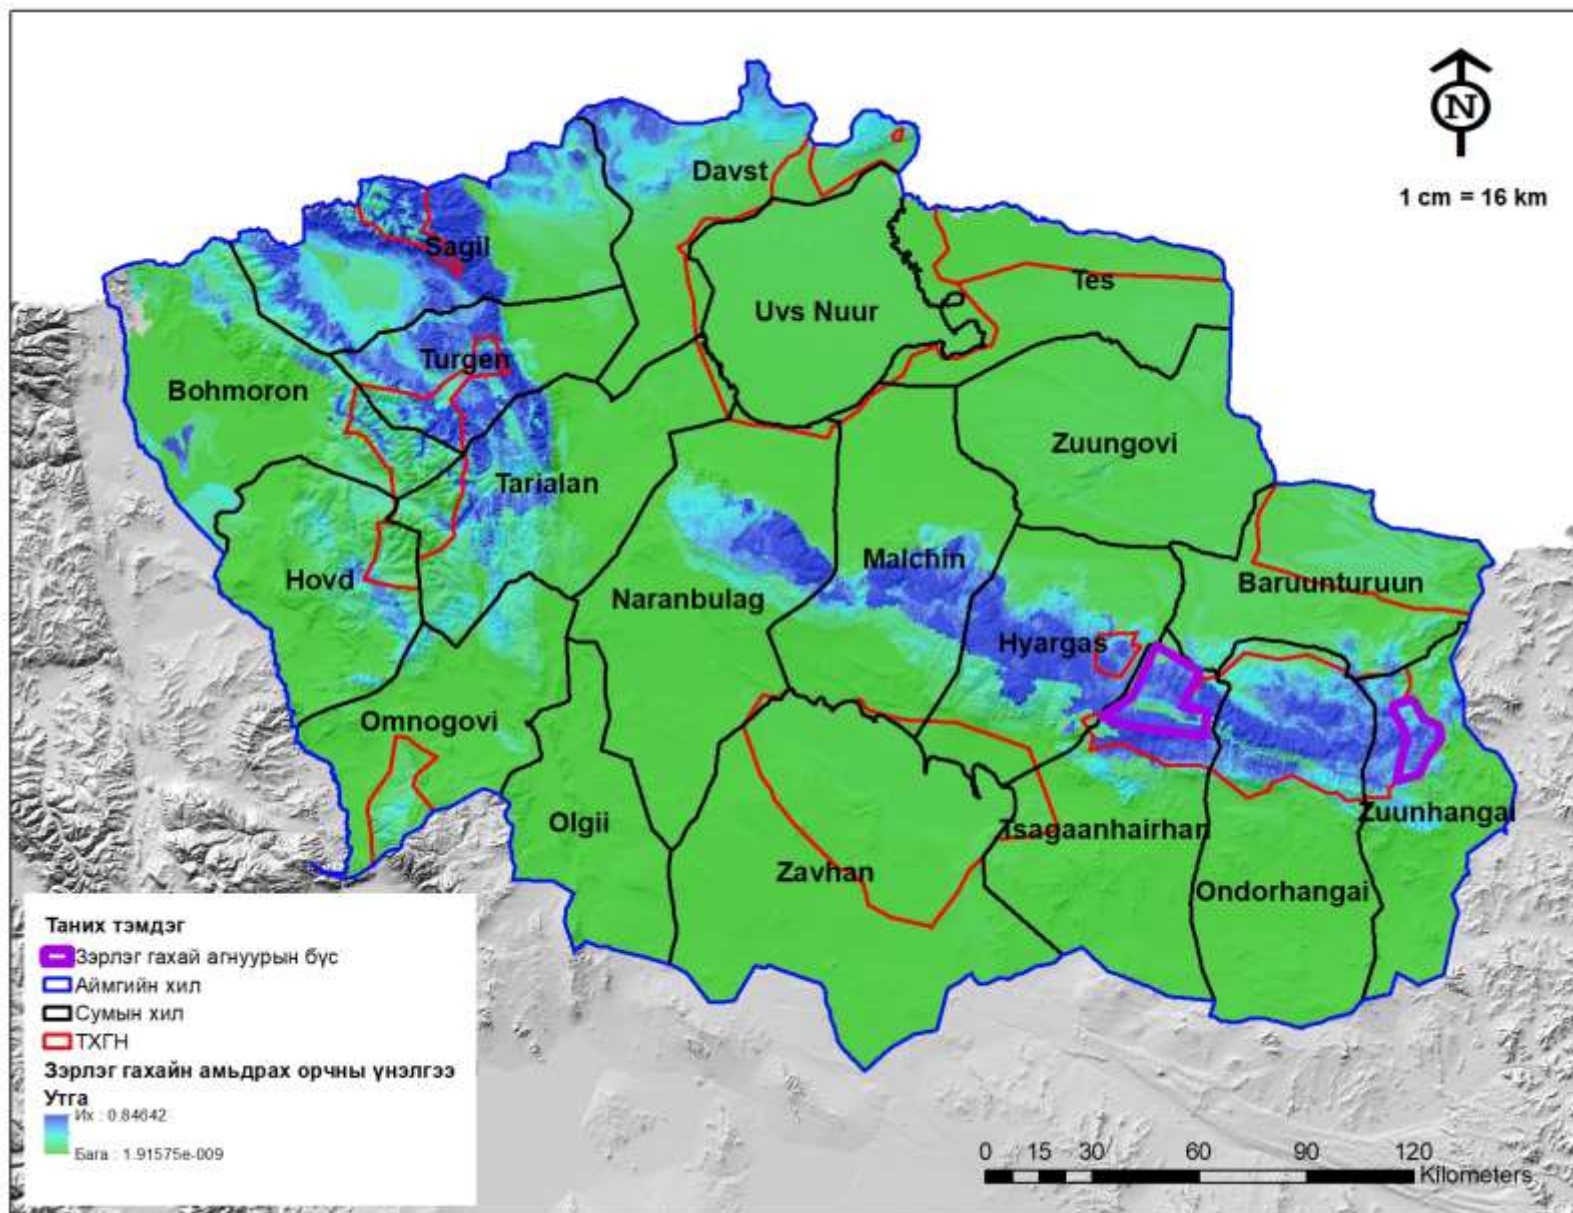 N
1 cm = 16 km
Davst
Sagil
Tes
Uvs Nuur
Turgen
Bohmoron
Zuungovi
Tarialan
Malchin
Hovd
Naranbulag
Baruunturuun
Hyargas
Omnogovi
Olgii
Zuunhangai
Tsagaanhairhan
Zavhan
Ondorhangai
Таних тэмдэг
Зэрлэг гахай агнуурын бүс
Аймгийн хил
Сумын хил
ТХГН
Зэрлэг гахайн амьдрах орчны үнэлгээ
Утга
Их : 0.84642
Бага : 1.91575e-009
0 15 30 60 90 120
Kilometers